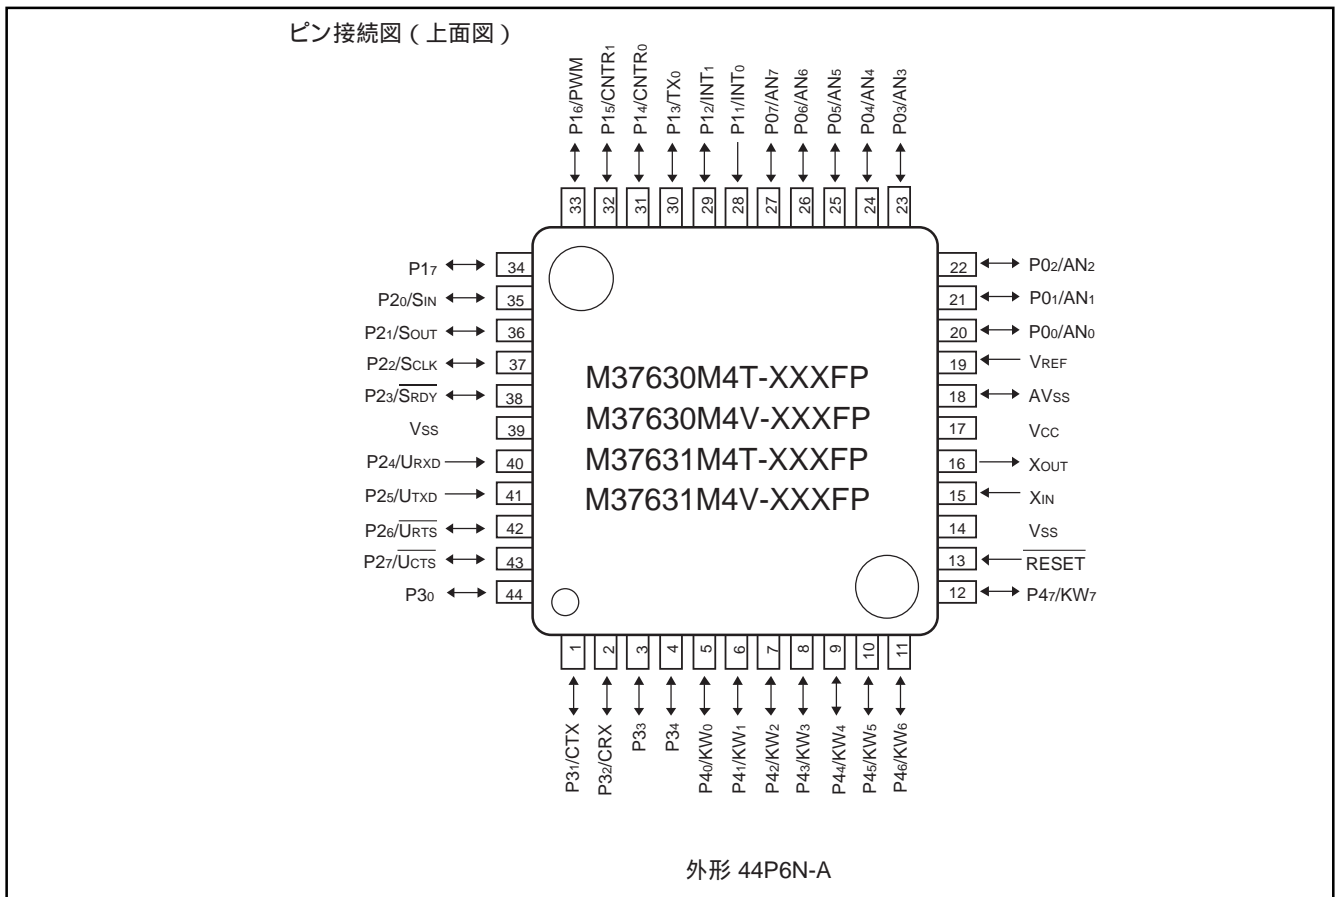 ピン接続図 ( 上面図 )
P16/PWM
P15/CNTR1
P14/CNTR0
P13/TX0
P12/INT1
P11/INT0
P07/AN7
P06/AN6
P05/AN5
P04/AN4
P03/AN3
33
32
31
30
29
28
27
26
25
24
23
P17 34
P20/SIN 35
P21/SOUT 36
P22/SCLK 37
P23/SRDY 38
VSS 39
P24/URXD 40
P25/UTXD 41
P26/URTS 42
P27/UCTS 43
P30 44
M37630M4T-XXXFP
M37630M4V-XXXFP
M37631M4T-XXXFP
M37631M4V-XXXFP
22 P02/AN2
21 P01/AN1
20 P00/AN0
19 VREF
18 AVSS
17 VCC
16 XOUT
15 XIN
14 VSS
13 RESET
12 P47/KW7
1
2
3
4
5
6
7
8
9
10
11
P31/CTX
P32/CRX
P33
P34
P40/KW0
P41/KW1
P42/KW2
P43/KW3
P44/KW4
P45/KW5
P46/KW6
外形 44P6N-A